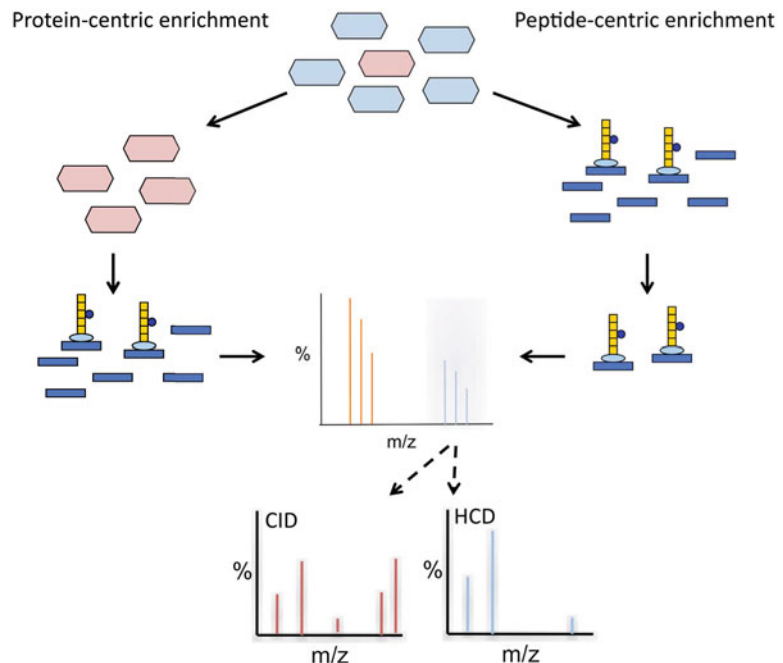 Protein-centric enrichment
Peptide-centric enrichment
%
m/z
CID
%
m/z
HCD
%
m/z